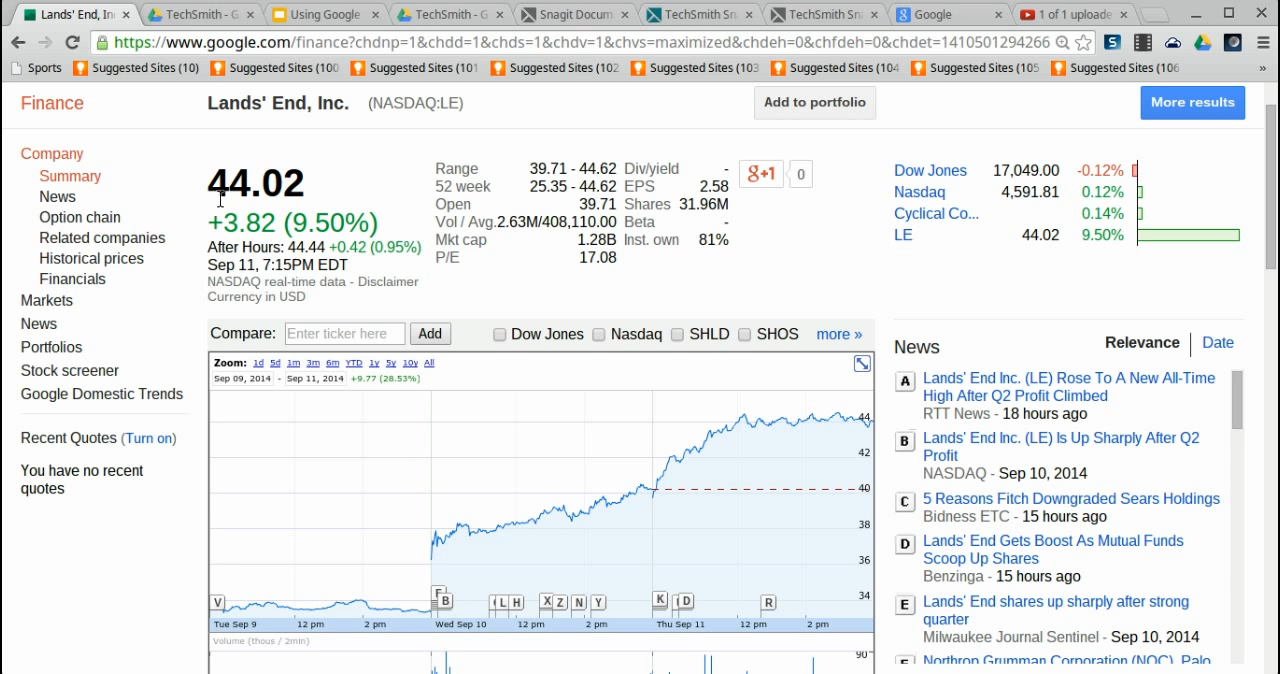 Lands' End, In
TechSmith - G
Using Google
TechSmith - G
Snagit Docum
TechSmith Sn
TechSmith Sn
Google
1 of 1 uploade
https://www.google.com/finance?chdnp=1&chdd=1&chds=1&chdv=1&chvs=maximized&chdeh=0&chfdeh=0&chdet=1410501294266
Sports
Suggested Sites (10)
Suggested Sites (100
Suggested Sites (101
Suggested Sites (102
Suggested Sites (103
Suggested Sites (104
Suggested Sites (105
Suggested Sites (106
»
Finance
Lands' End, Inc. (NASDAQ:LE)
Add to portfolio
More results
Company
Summary
News
Option chain
Related companies
Historical prices
Financials
Markets
News
Portfolios
Stock screener
Google Domestic Trends
Recent Quotes (Turn on)
You have no recent
quotes
44.02
+3.82 (9.50%)
After Hours: 44.44 +0.42 (0.95%)
Sep 11, 7:15PM EDT
NASDAQ real-time data - Disclaimer
Currency in USD
Range 39.71 - 44.62
52 week 25.35 - 44.62
Open 39.71
Vol / Avg. 2.63M/408,110.00
Mkt cap 1.28B
P/E 17.08
Div/yield -
EPS 2.58
Shares 31.96M
Beta -
Inst. own 81%
g+1 0
Dow Jones 17,049.00 -0.12%
Nasdaq 4,591.81 0.12%
Cyclical Co... 0.14%
LE 44.02 9.50%
Compare: Enter ticker here Add Dow Jones Nasdaq SHLD SHOS more »
Zoom: 1d 5d 1m 3m 6m YTD 1y 5y 10y All
Sep 09, 2014 - Sep 11, 2014 +9.77 (28.53%)
44
42
40
38
36
34
V
F
B
L
H
X
Z
N
Y
K
D
R
Tue Sep 9 12 pm 2 pm Wed Sep 10 12 pm 2 pm Thu Sep 11 12 pm 2 pm
Volume (thous / 2min)
90
News
Relevance Date
A Lands' End Inc. (LE) Rose To A New All-Time
High After Q2 Profit Climbed
RTT News - 18 hours ago
B Lands' End Inc. (LE) Is Up Sharply After Q2
Profit
NASDAQ - Sep 10, 2014
C 5 Reasons Fitch Downgraded Sears Holdings
Bidness ETC - 15 hours ago
D Lands' End Gets Boost As Mutual Funds
Scoop Up Shares
Benzinga - 15 hours ago
E Lands' End shares up sharply after strong
quarter
Milwaukee Journal Sentinel - Sep 10, 2014
Northrop Grumman Corporation (NOC), Palo